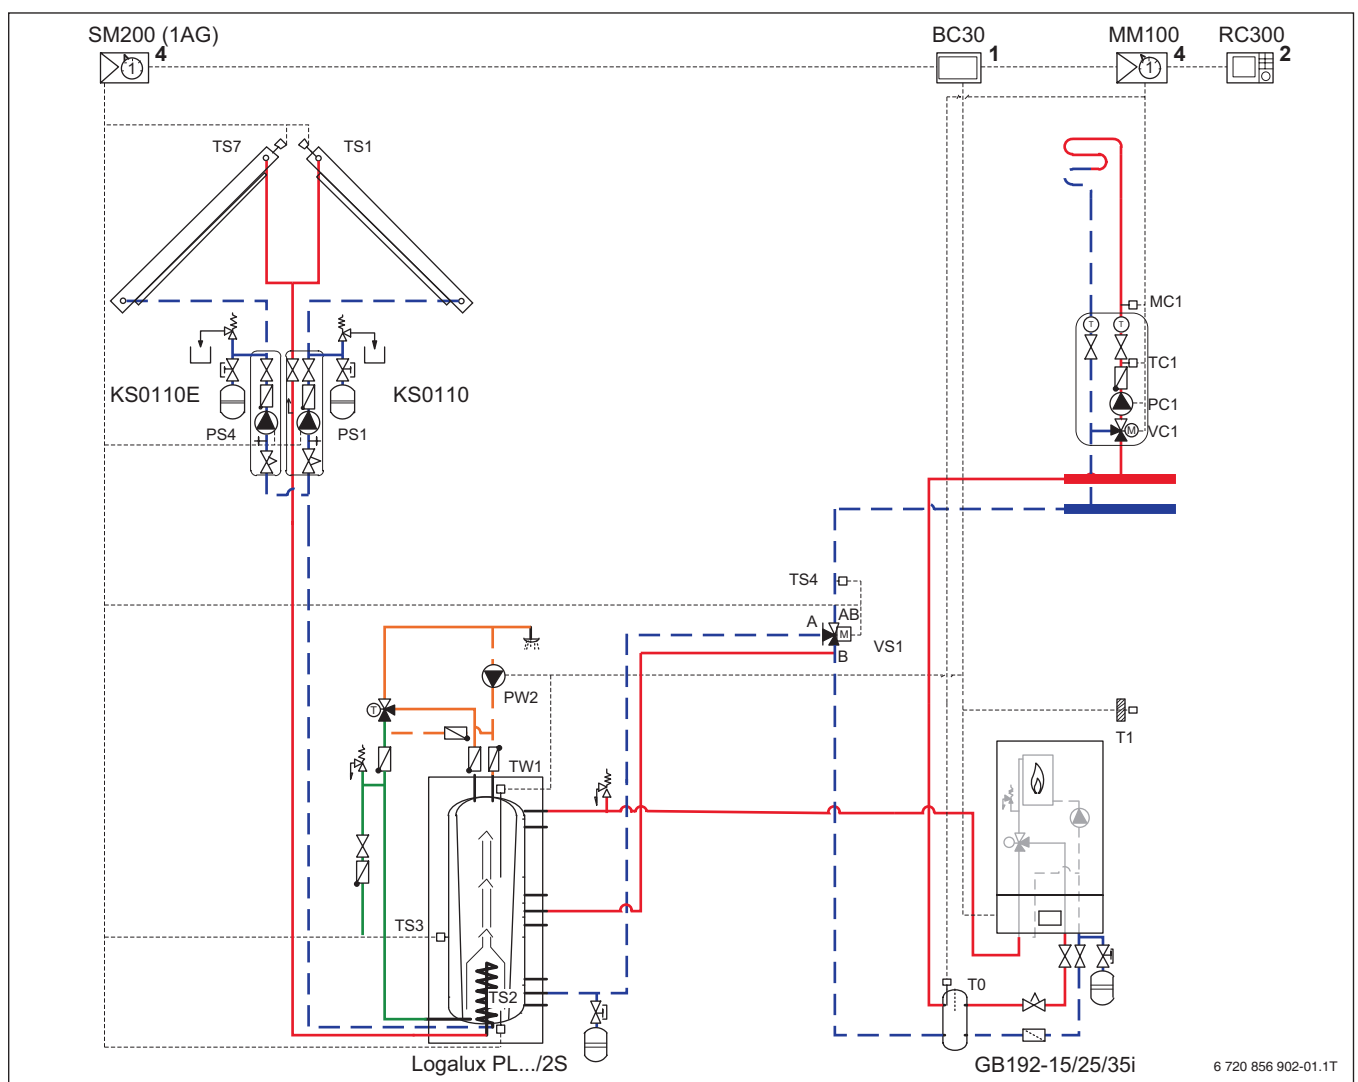 SM200 (1AG)
4
BC30
1
MM100
4
RC300
2
1
1
TS7
TS1
MC1
T
T
TC1
PC1
M
VC1
KS0110E
KS0110
PS4
PS1
TS4
A
AB
M
VS1
B
PW2
T
T1
TW1
TS3
TS2
T0
Logalux PL.../2S
GB192-15/25/35i
6 720 856 902-01.1T